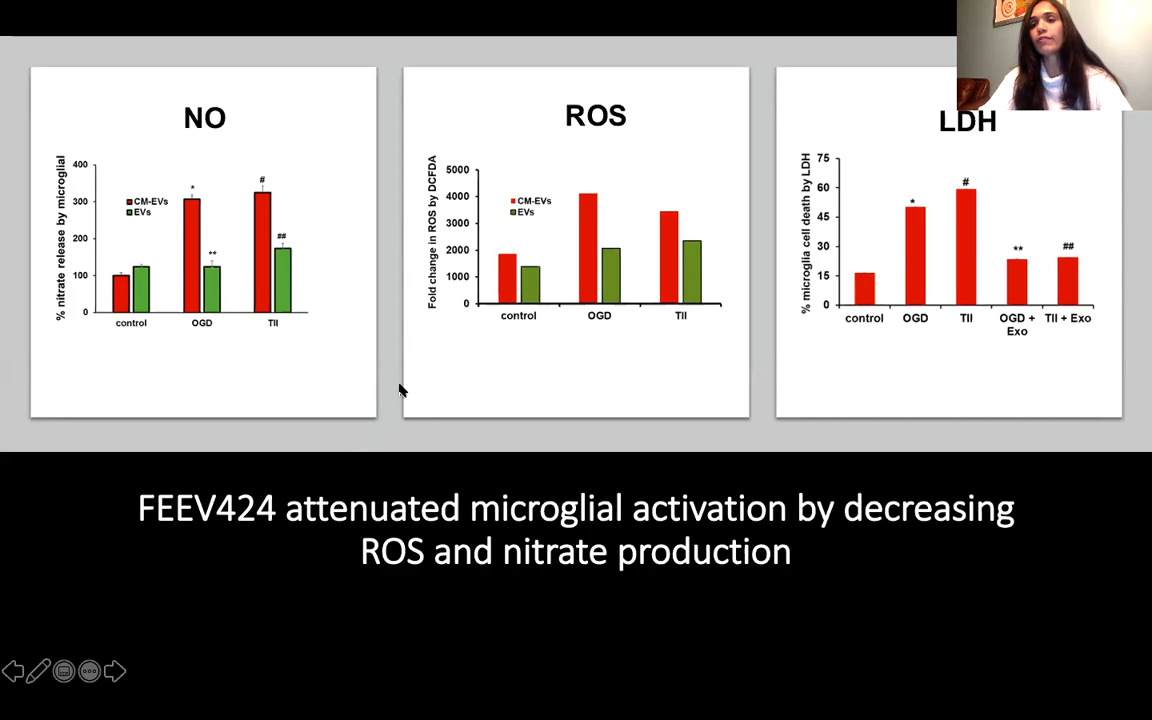 NO
% nitrate release by microglial
400
300
200
100
0
CM-EVs
EVs
*
**
#
##
control
OGD
TII
ROS
Fold change in ROS by DCFDA
5000
4000
3000
2000
1000
0
CM-EVs
EVs
control
OGD
TII
LDH
% microglia cell death by LDH
75
60
45
30
15
0
*
#
**
##
control
OGD
TII
OGD +
Exo
TII + Exo
FEEV424 attenuated microglial activation by decreasing
ROS and nitrate production